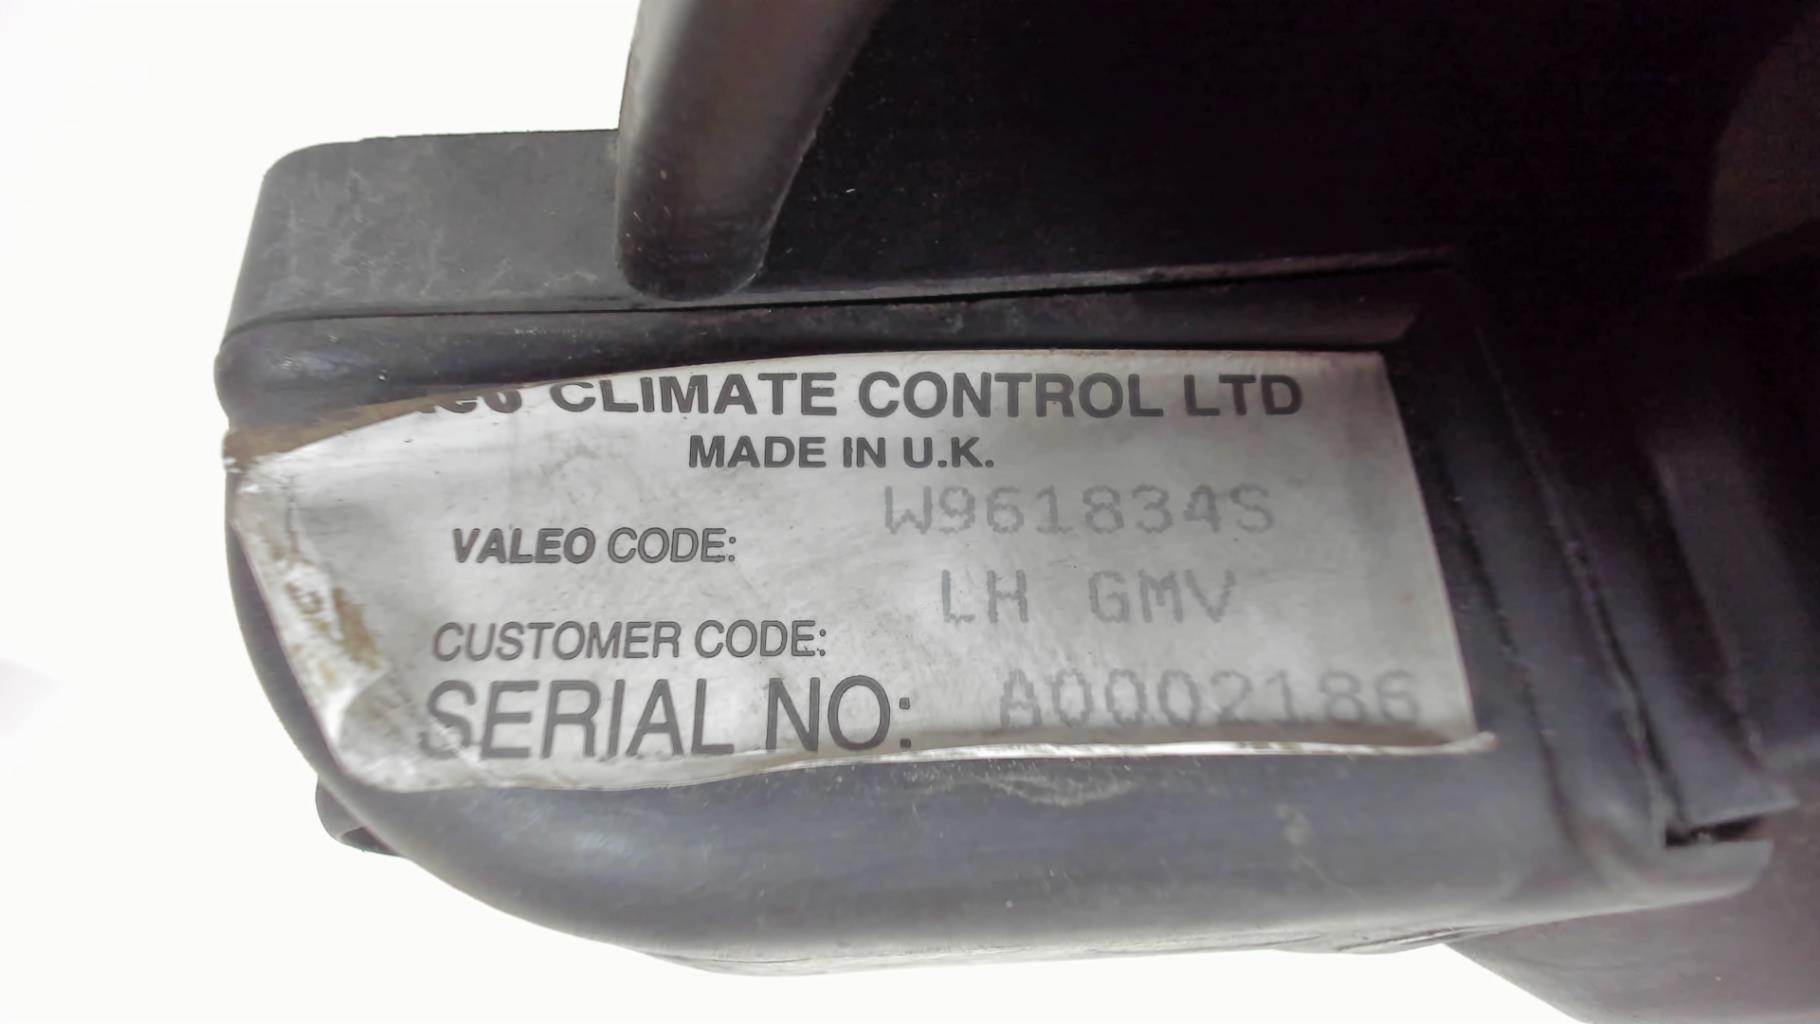 CLIMATE CONTROL LTD
MADE IN U.K.
W961834S
VALEO CODE:
LH GMV
CUSTOMER CODE:
SERIAL NO: A0002186